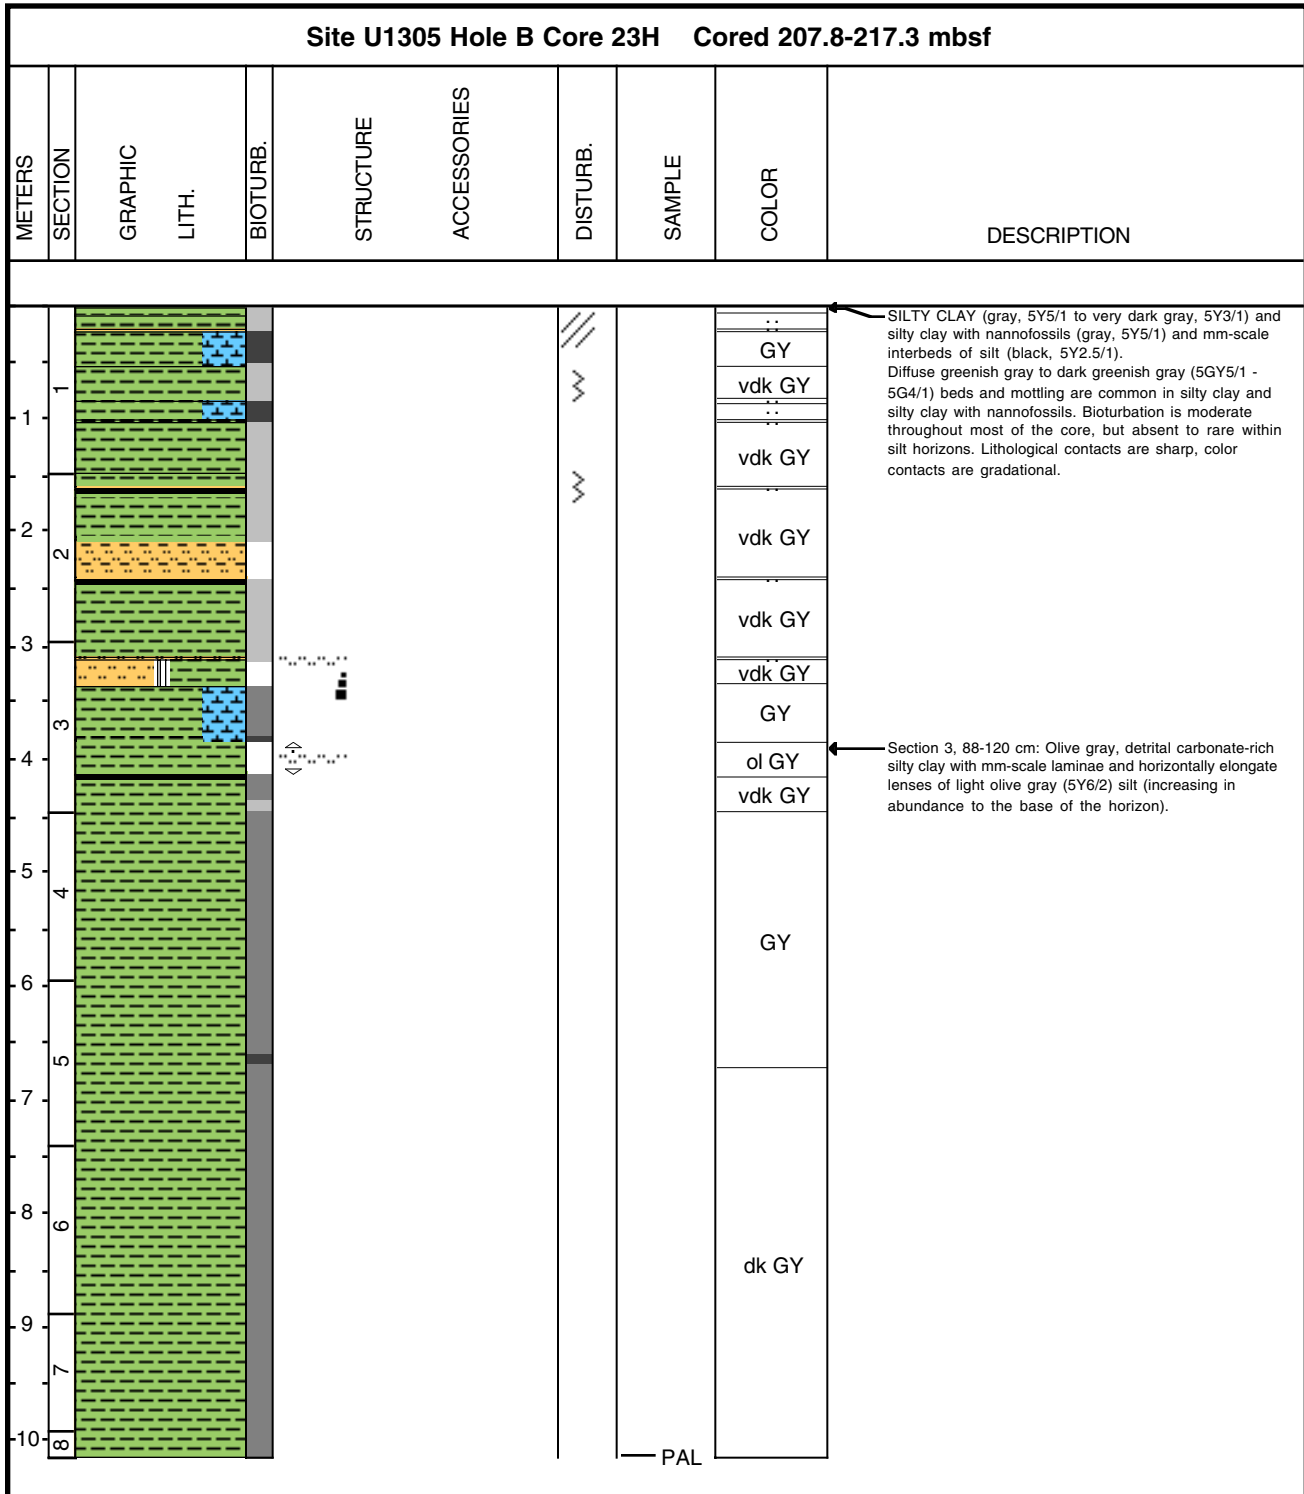 Site U1305 Hole B Core 23H Cored 207.8-217.3 mbsf
METERS
SECTION
GRAPHIC
LITH.
BIOTURB.
STRUCTURE
ACCESSORIES
DISTURB.
SAMPLE
COLOR
DESCRIPTION
SILTY CLAY (gray, 5Y5/1 to very dark gray, 5Y3/1) and
silty clay with nannofossils (gray, 5Y5/1) and mm-scale
interbeds of silt (black, 5Y2.5/1).
Diffuse greenish gray to dark greenish gray (5GY5/1 -
5G4/1) beds and mottling are common in silty clay and
silty clay with nannofossils. Bioturbation is moderate
throughout most of the core, but absent to rare within
silt horizons. Lithological contacts are sharp, color
contacts are gradational.
GY
vdk GY
1
1
vdk GY
2
2
vdk GY
vdk GY
3
vdk GY
3
GY
Section 3, 88-120 cm: Olive gray, detrital carbonate-rich
silty clay with mm-scale laminae and horizontally elongate
lenses of light olive gray (5Y6/2) silt (increasing in
abundance to the base of the horizon).
4
ol GY
vdk GY
5
4
GY
6
5
7
8
6
dk GY
9
7
10
8
PAL